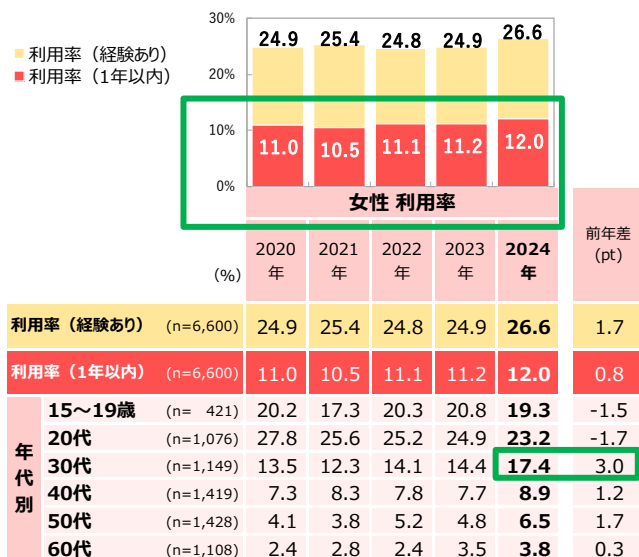 30%
24.9 25.4 24.8 24.9 26.6
利用率（経験あり）
利用率（1年以内）
20%
10%
11.0 10.5 11.1 11.2 12.0
0%
女性 利用率
(%) 2020年 2021年 2022年 2023年 2024年 前年差(pt)
利用率（経験あり） (n=6,600) 24.9 25.4 24.8 24.9 26.6 1.7
利用率（1年以内） (n=6,600) 11.0 10.5 11.1 11.2 12.0 0.8
年代別
15～19歳 (n= 421) 20.2 17.3 20.3 20.8 19.3 -1.5
20代 (n=1,076) 27.8 25.6 25.2 24.9 23.2 -1.7
30代 (n=1,149) 13.5 12.3 14.1 14.4 17.4 3.0
40代 (n=1,419) 7.3 8.3 7.8 7.7 8.9 1.2
50代 (n=1,428) 4.1 3.8 5.2 4.8 6.5 1.7
60代 (n=1,108) 2.4 2.8 2.4 3.5 3.8 0.3